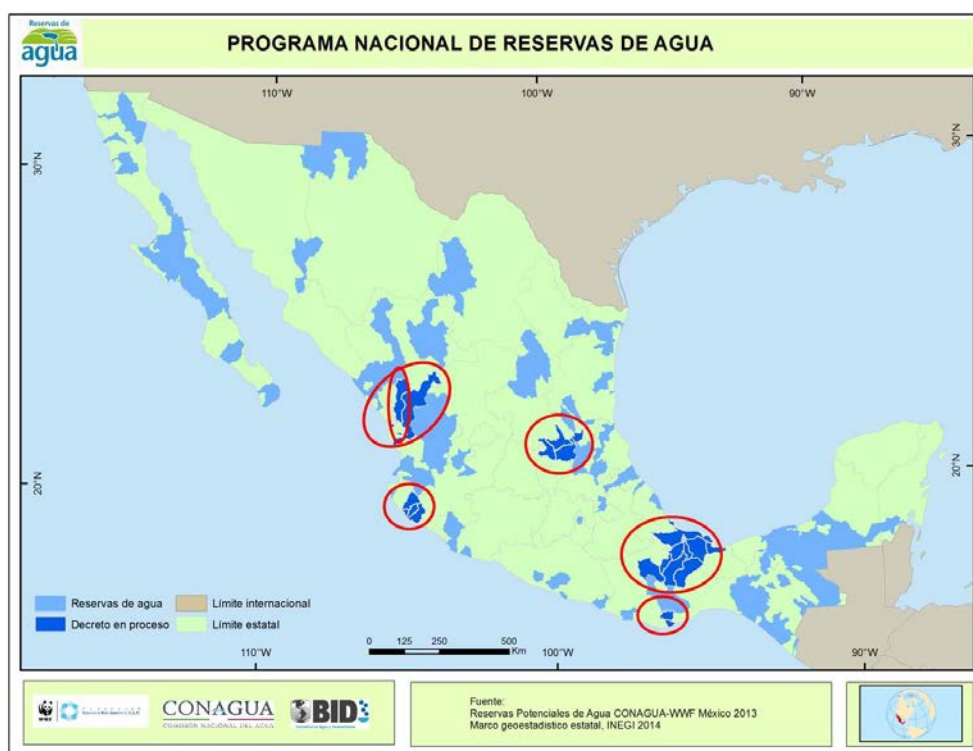 Reservas de
agua
PROGRAMA NACIONAL DE RESERVAS DE AGUA
110°W 100°W 90°W
30°N 30°N
20°N 20°N
Reservas de agua Límite internacional
Decreto en proceso Límite estatal
0 125 250 500
Km
110°W 100°W 90°W
WWF
CONAGUA
COMISIÓN NACIONAL DEL AGUA
BID
Fuente:
Reservas Potenciales de Agua CONAGUA-WWF México 2013
Marco geoestadistico estatal, INEGI 2014